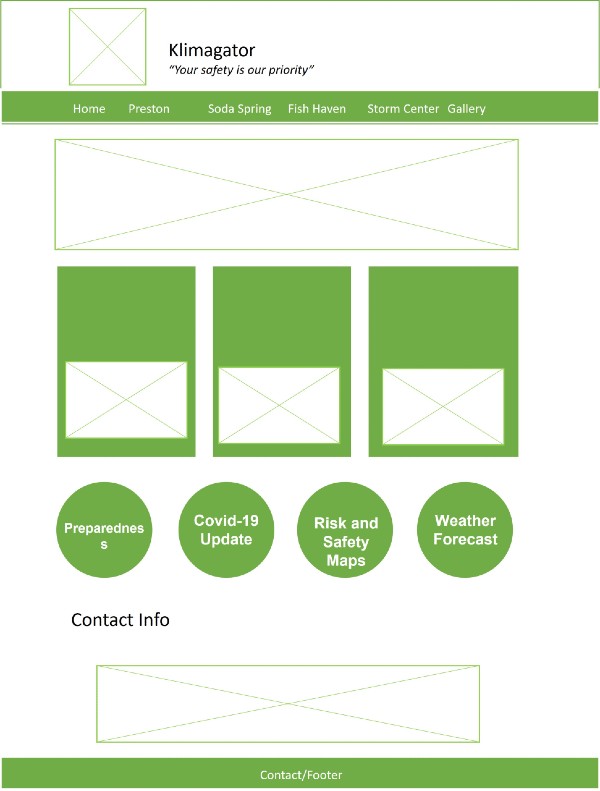 Klimagator
“Your safety is our priority”
Home Preston Soda Spring Fish Haven Storm Center Gallery
Preparednes
s
Covid-19
Update
Risk and
Safety
Maps
Weather
Forecast
Contact Info
Contact/Footer